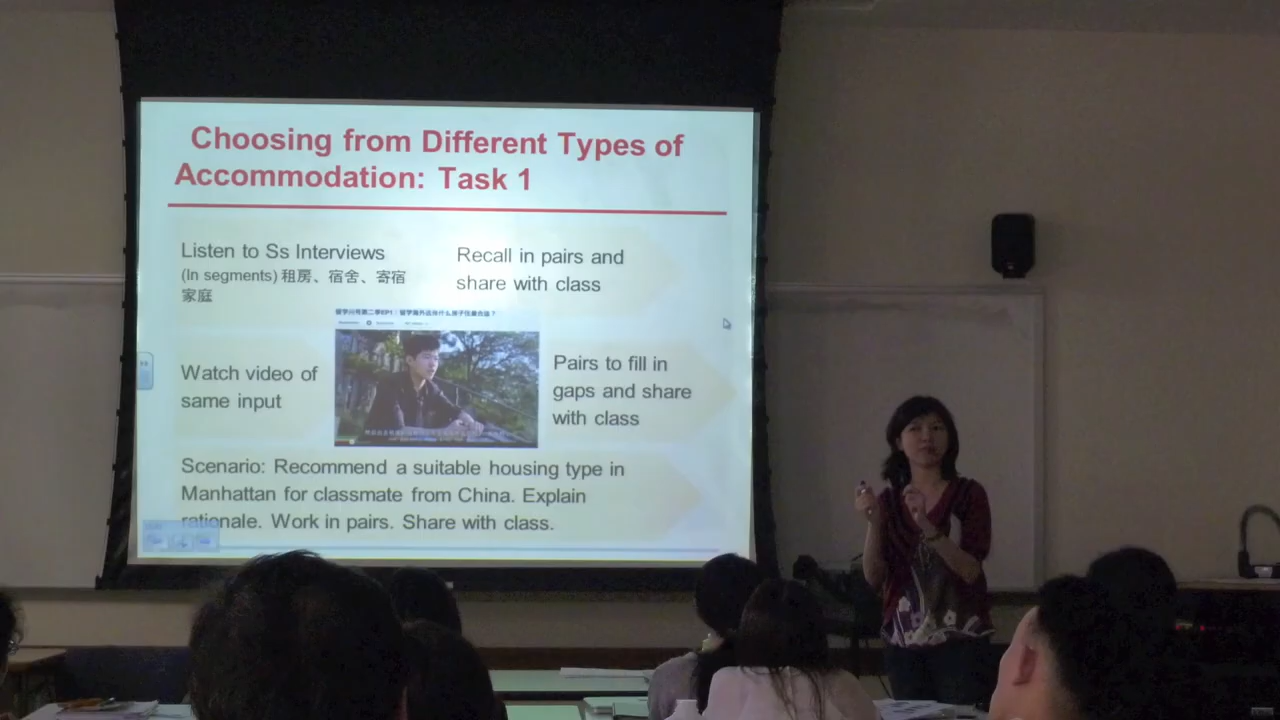 Choosing from Different Types of
Accommodation: Task 1
Listen to Ss Interviews
(In segments) 租房、宿舍、寄宿
家庭
Recall in pairs and
share with class
Watch video of
same input
Pairs to fill in
gaps and share
with class
Scenario: Recommend a suitable housing type in
Manhattan for classmate from China. Explain
rationale. Work in pairs. Share with class.